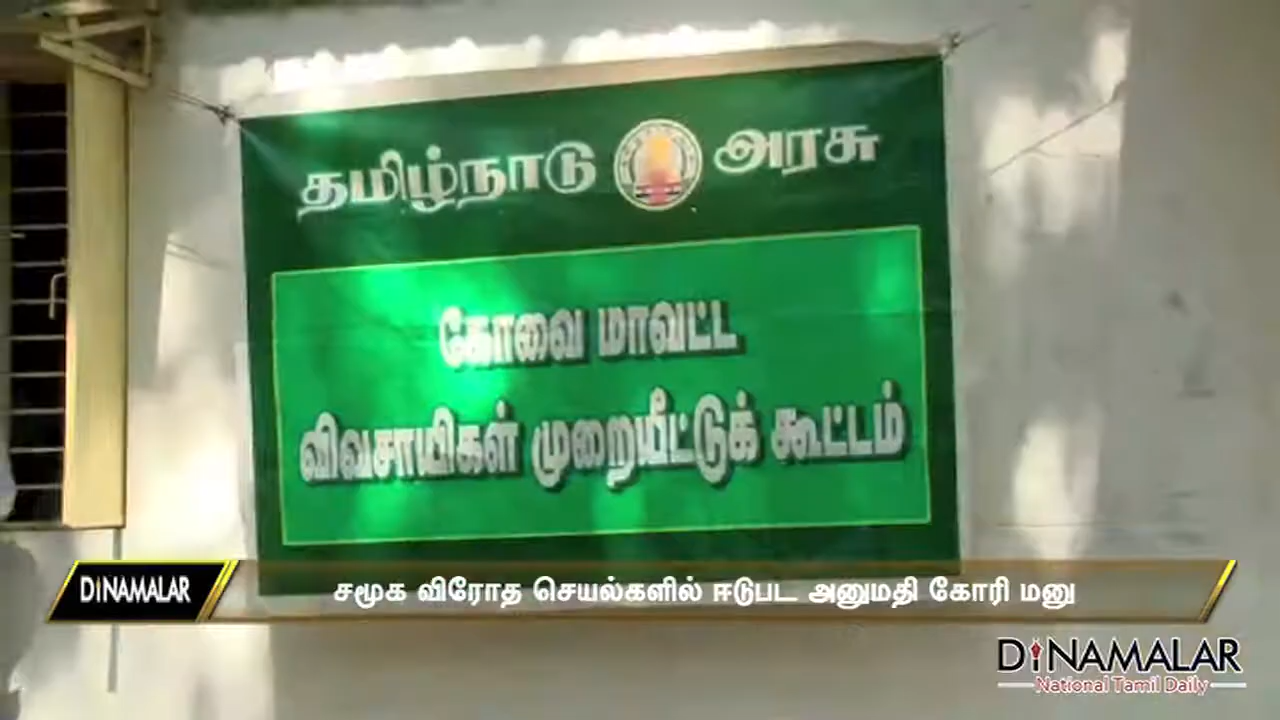 தமிழ்நாடு அரசு
கோவை மாவட்ட
விவசாயிகள் முறையீட்டுக் கூட்டம்
DINAMALAR சமூக விரோத செயல்களில் ஈடுபட அனுமதி கோரி மனு
DINAMALAR
National Tamil Daily